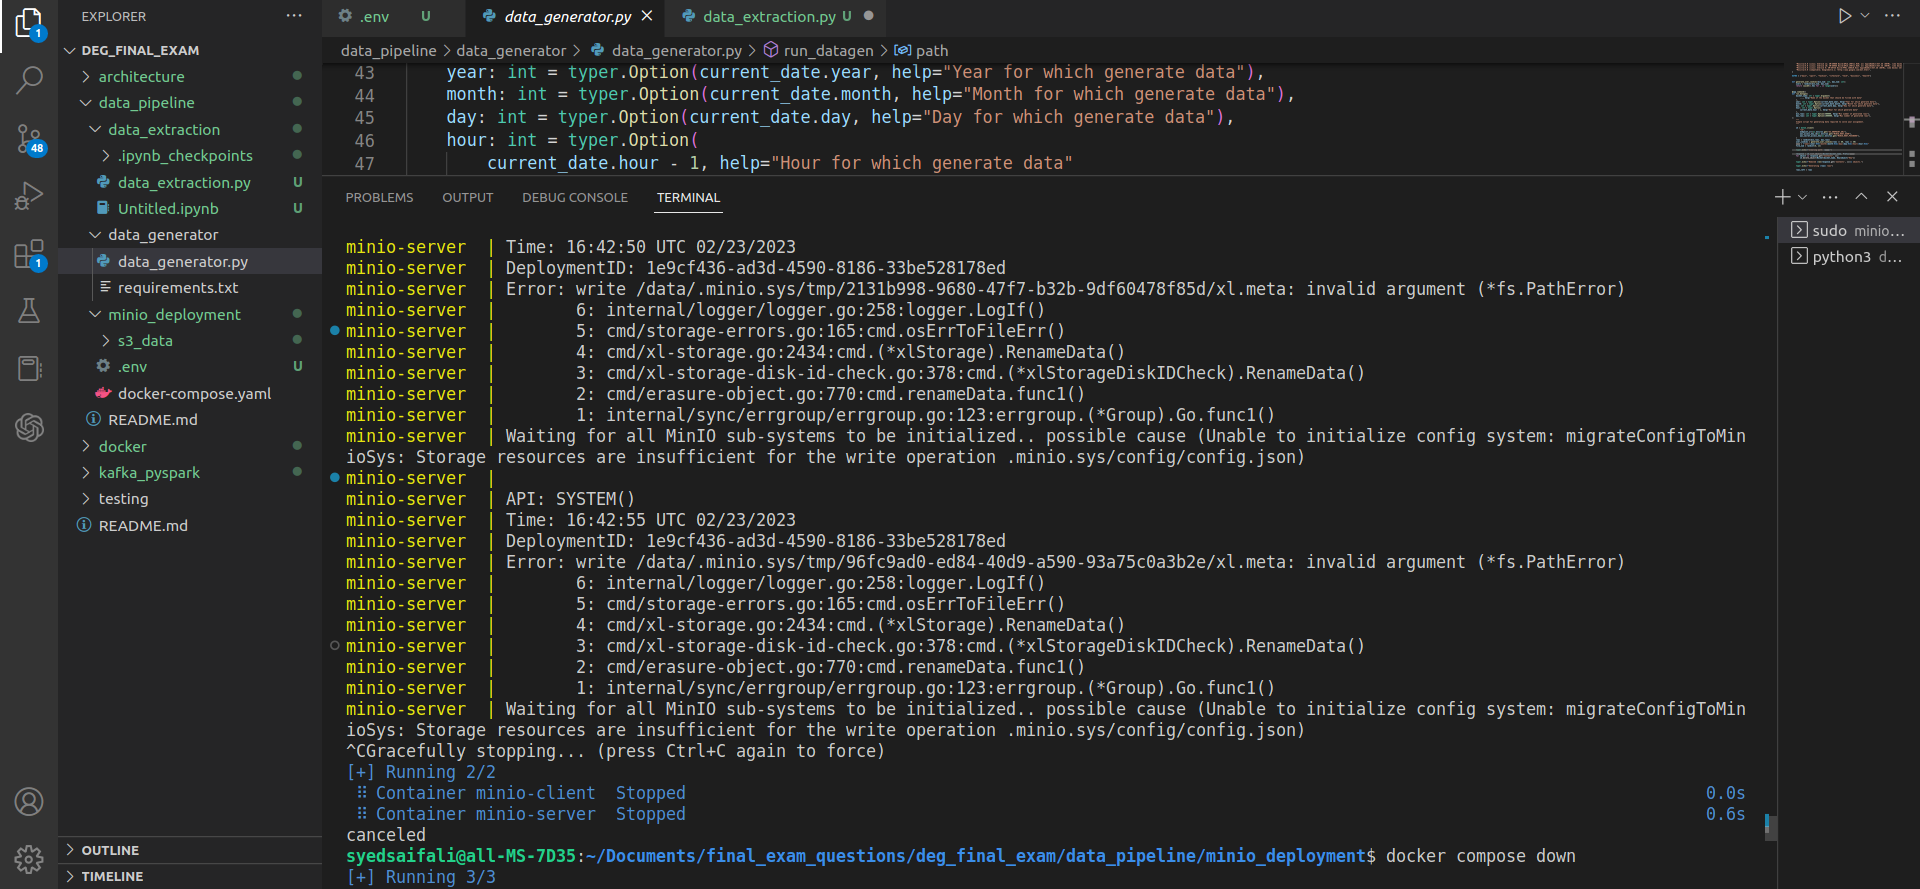 EXPLORER
DEG_FINAL_EXAM
architecture
data_pipeline
data_extraction
.ipynb_checkpoints
data_extraction.py U
Untitled.ipynb U
data_generator
data_generator.py
requirements.txt
minio_deployment
s3_data
.env U
docker-compose.yaml
README.md
docker
kafka_pyspark
testing
README.md
OUTLINE
TIMELINE
1
48
1
.env U
data_generator.py
data_extraction.py U
data_pipeline > data_generator > data_generator.py > run_datagen > path
43 year: int = typer.Option(current_date.year, help="Year for which generate data"),
44 month: int = typer.Option(current_date.month, help="Month for which generate data"),
45 day: int = typer.Option(current_date.day, help="Day for which generate data"),
46 hour: int = typer.Option(
47 current_date.hour - 1, help="Hour for which generate data"
PROBLEMS OUTPUT DEBUG CONSOLE TERMINAL
sudo minio...
python3 d...
minio-server | Time: 16:42:50 UTC 02/23/2023
minio-server | DeploymentID: 1e9cf436-ad3d-4590-8186-33be528178ed
minio-server | Error: write /data/.minio.sys/tmp/2131b998-9680-47f7-b32b-9df60478f85d/xl.meta: invalid argument (*fs.PathError)
minio-server | 6: internal/logger/logger.go:258:logger.LogIf()
minio-server | 5: cmd/storage-errors.go:165:cmd.osErrToFileErr()
minio-server | 4: cmd/xl-storage.go:2434:cmd.(*xlStorage).RenameData()
minio-server | 3: cmd/xl-storage-disk-id-check.go:378:cmd.(*xlStorageDiskIDCheck).RenameData()
minio-server | 2: cmd/erasure-object.go:770:cmd.renameData.func1()
minio-server | 1: internal/sync/errgroup/errgroup.go:123:errgroup.(*Group).Go.func1()
minio-server | Waiting for all MinIO sub-systems to be initialized.. possible cause (Unable to initialize config system: migrateConfigToMin
ioSys: Storage resources are insufficient for the write operation .minio.sys/config/config.json)
minio-server |
minio-server | API: SYSTEM()
minio-server | Time: 16:42:55 UTC 02/23/2023
minio-server | DeploymentID: 1e9cf436-ad3d-4590-8186-33be528178ed
minio-server | Error: write /data/.minio.sys/tmp/96fc9ad0-ed84-40d9-a590-93a75c0a3b2e/xl.meta: invalid argument (*fs.PathError)
minio-server | 6: internal/logger/logger.go:258:logger.LogIf()
minio-server | 5: cmd/storage-errors.go:165:cmd.osErrToFileErr()
minio-server | 4: cmd/xl-storage.go:2434:cmd.(*xlStorage).RenameData()
minio-server | 3: cmd/xl-storage-disk-id-check.go:378:cmd.(*xlStorageDiskIDCheck).RenameData()
minio-server | 2: cmd/erasure-object.go:770:cmd.renameData.func1()
minio-server | 1: internal/sync/errgroup/errgroup.go:123:errgroup.(*Group).Go.func1()
minio-server | Waiting for all MinIO sub-systems to be initialized.. possible cause (Unable to initialize config system: migrateConfigToMin
ioSys: Storage resources are insufficient for the write operation .minio.sys/config/config.json)
^CGracefully stopping... (press Ctrl+C again to force)
[+] Running 2/2
⠿ Container minio-client Stopped 0.0s
⠿ Container minio-server Stopped 0.6s
canceled
syedsaifali@all-MS-7D35:~/Documents/final_exam_questions/deg_final_exam/data_pipeline/minio_deployment$ docker compose down
[+] Running 3/3